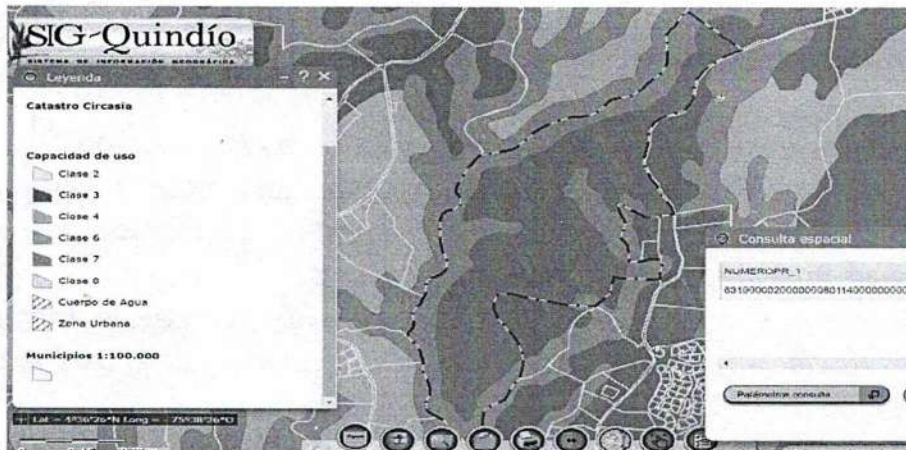 SIG-Quindío
SISTEMA DE INFORMACIÓN GEOGRÁFICA
Leyenda
Catastro Circasia
Capacidad de uso
Clase 2
Clase 3
Clase 4
Clase 6
Clase 7
Clase 8
Cuerpo de Agua
Zona Urbana
Municipios 1:100.000
Consulta espacial
NUMEROPR_1
Parámetros consulta